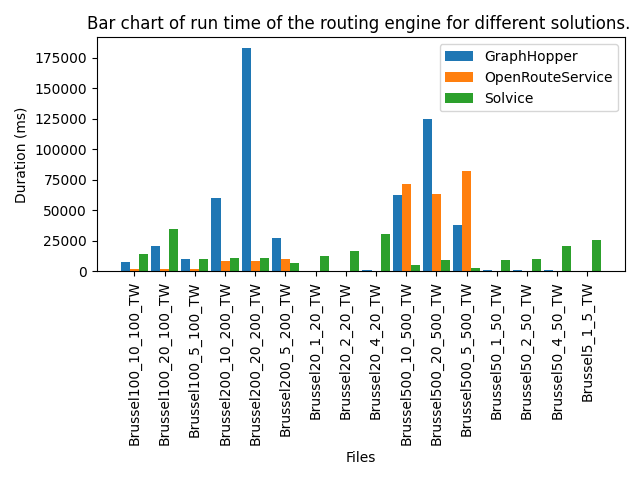 Bar chart of run time of the routing engine for different solutions.
GraphHopper
OpenRouteService
Solvice
Duration (ms)
175000
150000
125000
100000
75000
50000
25000
0
Brussel100_10_100_TW
Brussel100_20_100_TW
Brussel100_5_100_TW
Brussel200_10_200_TW
Brussel200_20_200_TW
Brussel200_5_200_TW
Brussel20_1_20_TW
Brussel20_2_20_TW
Brussel20_4_20_TW
Brussel500_10_500_TW
Brussel500_20_500_TW
Brussel500_5_500_TW
Brussel50_1_50_TW
Brussel50_2_50_TW
Brussel50_4_50_TW
Brussel5_1_5_TW
Files